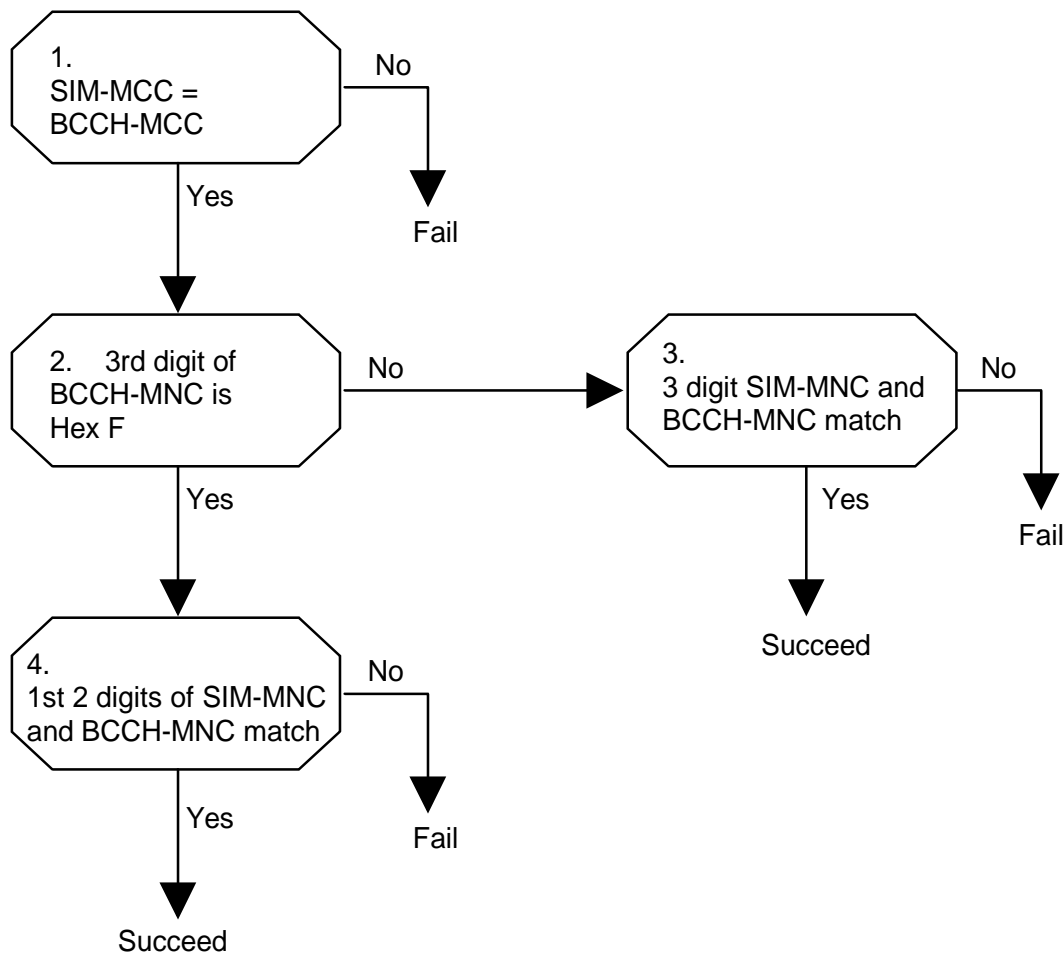 1.
SIM-MCC =
BCCH-MCC
No
Yes
Fail
2. 3rd digit of
BCCH-MNC is
Hex F
No
Yes
3.
3 digit SIM-MNC and
BCCH-MNC match
No
Yes
Fail
Succeed
4.
1st 2 digits of SIM-MNC
and BCCH-MNC match
No
Yes
Fail
Succeed